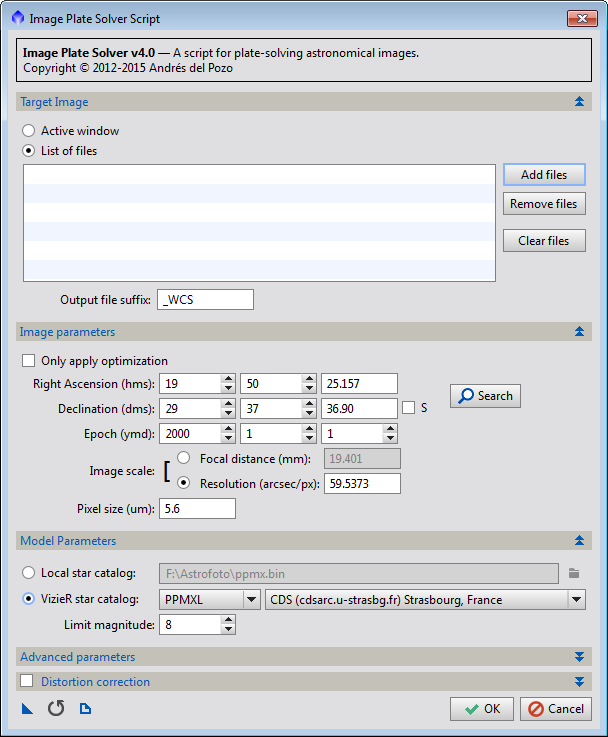 Image Plate Solver Script
Image Plate Solver v4.0 — A script for plate-solving astronomical images.
Copyright © 2012-2015 Andrés del Pozo
Target Image
Active window
List of files
Add files
Remove files
Clear files
Output file suffix: _WCS
Image parameters
Only apply optimization
Right Ascension (hms): 19 50 25.157
Search
Declination (dms): 29 37 36.90 S
Epoch (ymd): 2000 1 1
Image scale: [ Focal distance (mm): 19.401
Resolution (arcsec/px): 59.5373
Pixel size (um): 5.6
Model Parameters
Local star catalog: F:\Astrofoto\ppmx.bin
VizieR star catalog: PPMXL CDS (cdsarc.u-strasbg.fr) Strasbourg, France
Limit magnitude: 8
Advanced parameters
Distortion correction
OK Cancel